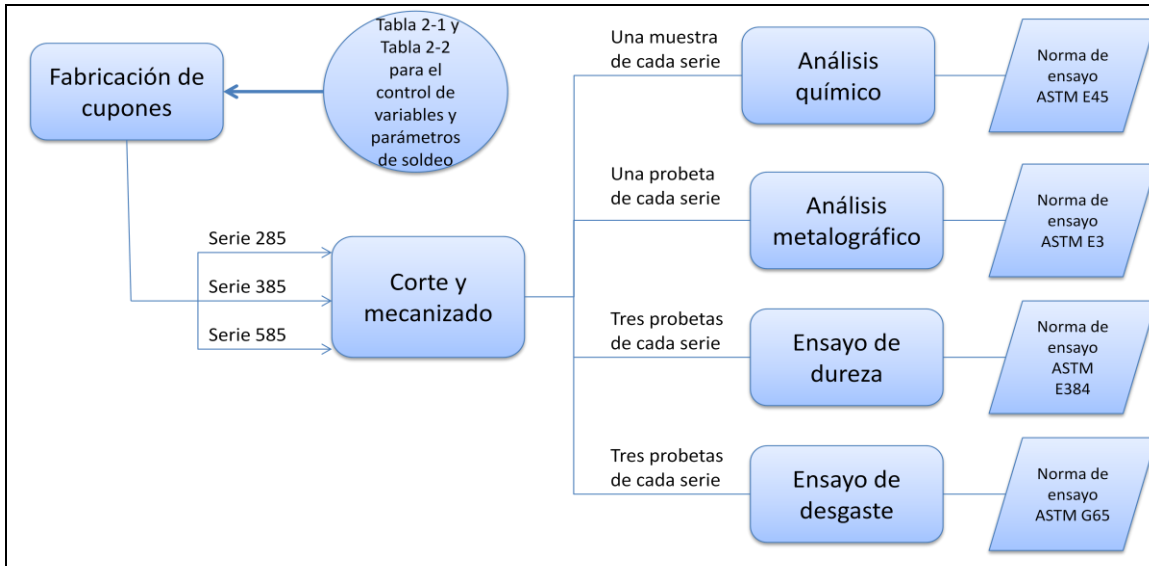 Fabricación de
cupones
Tabla 2-1 y
Tabla 2-2
para el
control de
variables y
parámetros
de soldeo
Serie 285
Serie 385
Serie 585
Corte y
mecanizado
Una muestra
de cada serie
Análisis
químico
Norma de
ensayo
ASTM E45
Una probeta
de cada serie
Análisis
metalográfico
Norma de
ensayo
ASTM E3
Tres probetas
de cada serie
Ensayo de
dureza
Norma de
ensayo
ASTM
E384
Tres probetas
de cada serie
Ensayo de
desgaste
Norma de
ensayo
ASTM G65